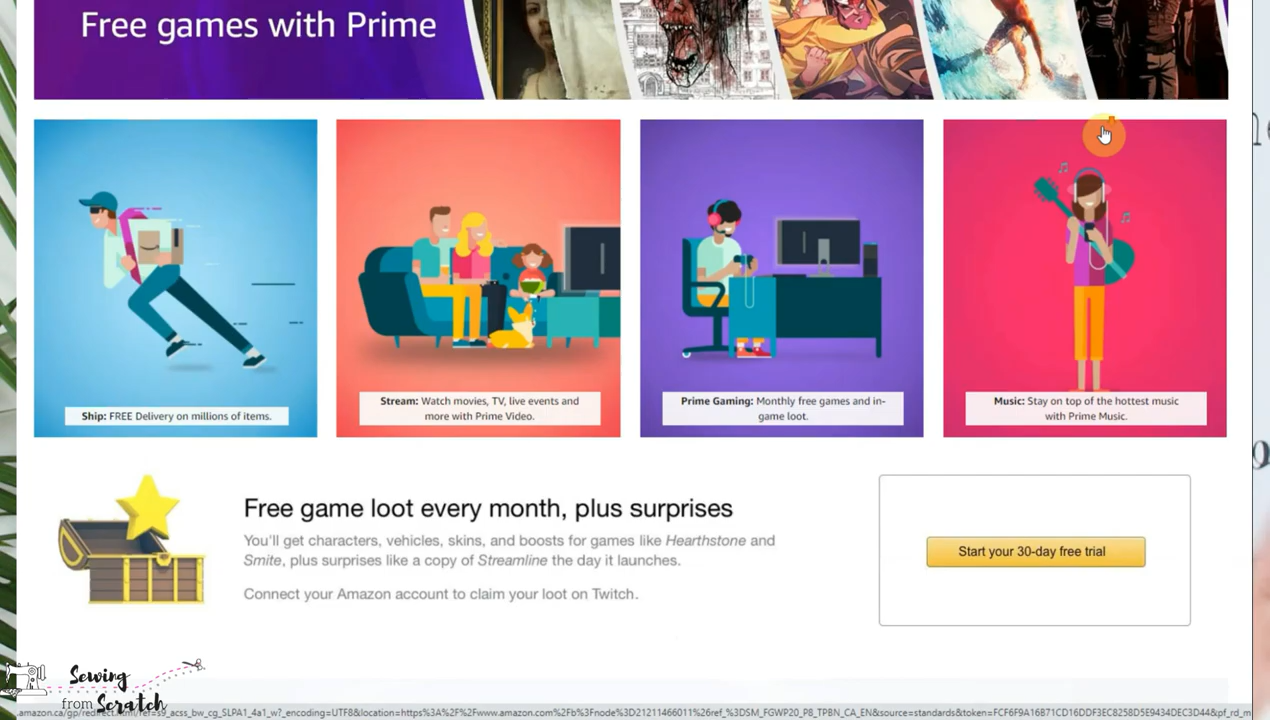 Free games with Prime
Ship: FREE Delivery on millions of items.
Stream: Watch movies, TV, live events and
more with Prime Video.
Prime Gaming: Monthly free games and in-
game loot.
Music: Stay on top of the hottest music
with Prime Music.
Free game loot every month, plus surprises
You'll get characters, vehicles, skins, and boosts for games like Hearthstone and
Smite, plus surprises like a copy of Streamline the day it launches.
Connect your Amazon account to claim your loot on Twitch.
Start your 30-day free trial
Sewing
from Scratch